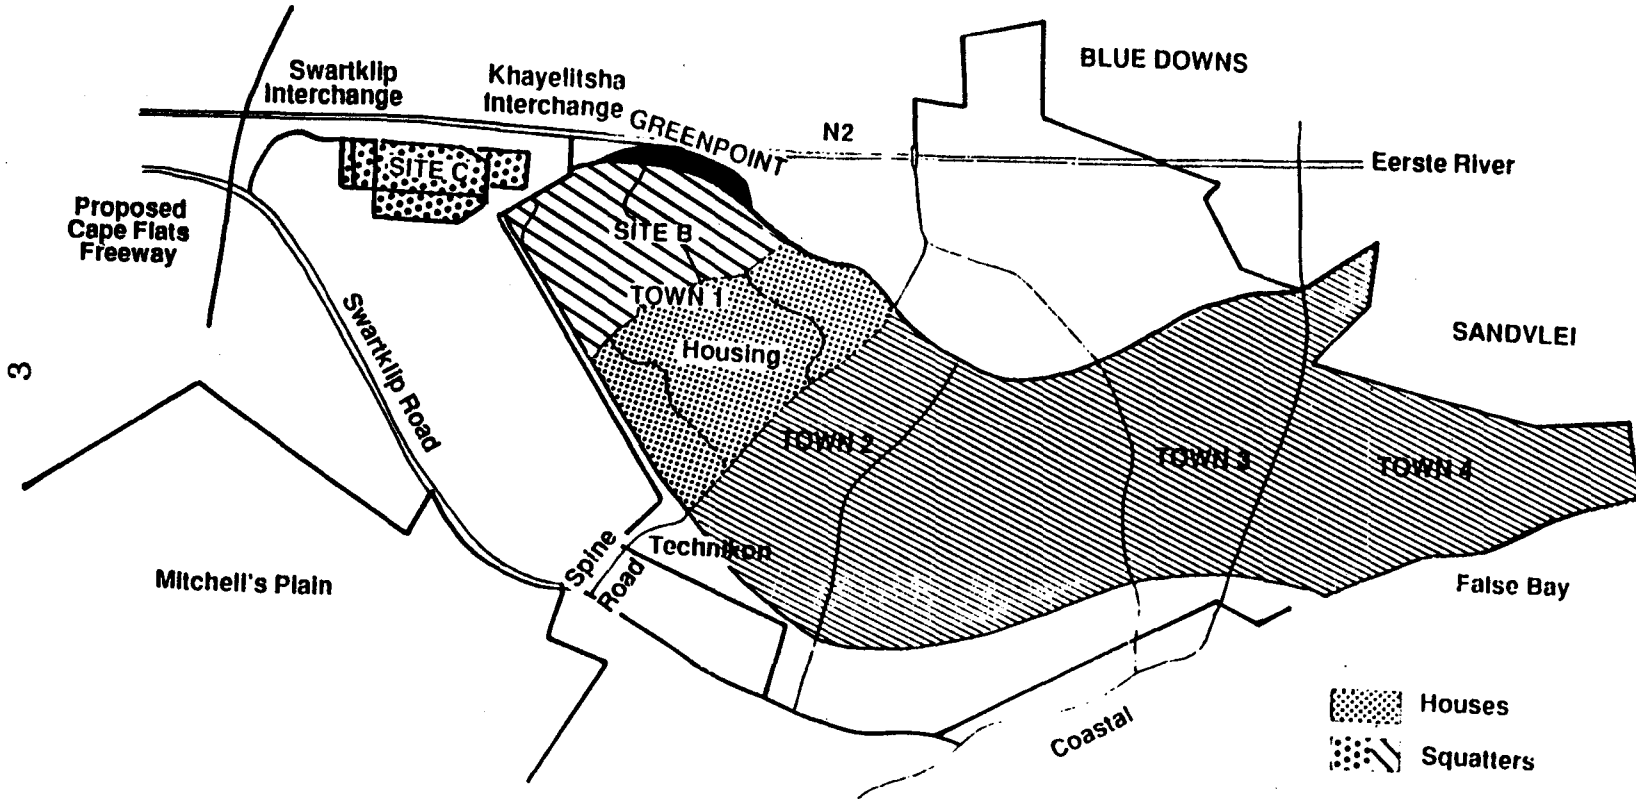 BLUE DOWNS
Swartklip
Interchange
Khayelitsha
Interchange
GREENPOINT
N2
Eerste River
SITE C
Proposed
Cape Flats
Freeway
SITE B
TOWN 1
Housing
Swartklip Road
SANDVLEI
3
TOWN 2
TOWN 3
TOWN 4
Technikon
Spine
Road
Mitchell's Plain
False Bay
Coastal
Houses
Squatters